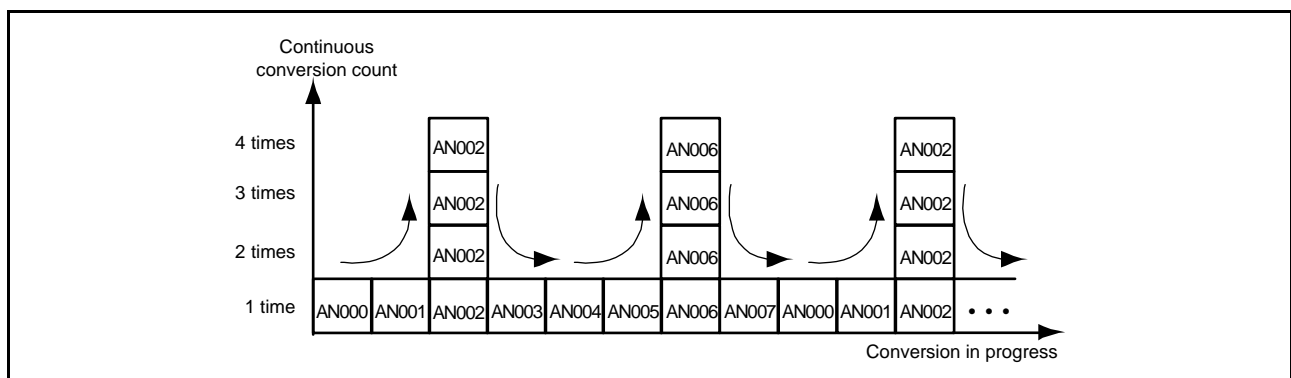 Continuous
conversion count
4 times
AN002
AN006
AN002
3 times
AN002
AN006
AN002
2 times
AN002
AN006
AN002
1 time
AN000
AN001
AN002
AN003
AN004
AN005
AN006
AN007
AN000
AN001
AN002
• • •
Conversion in progress